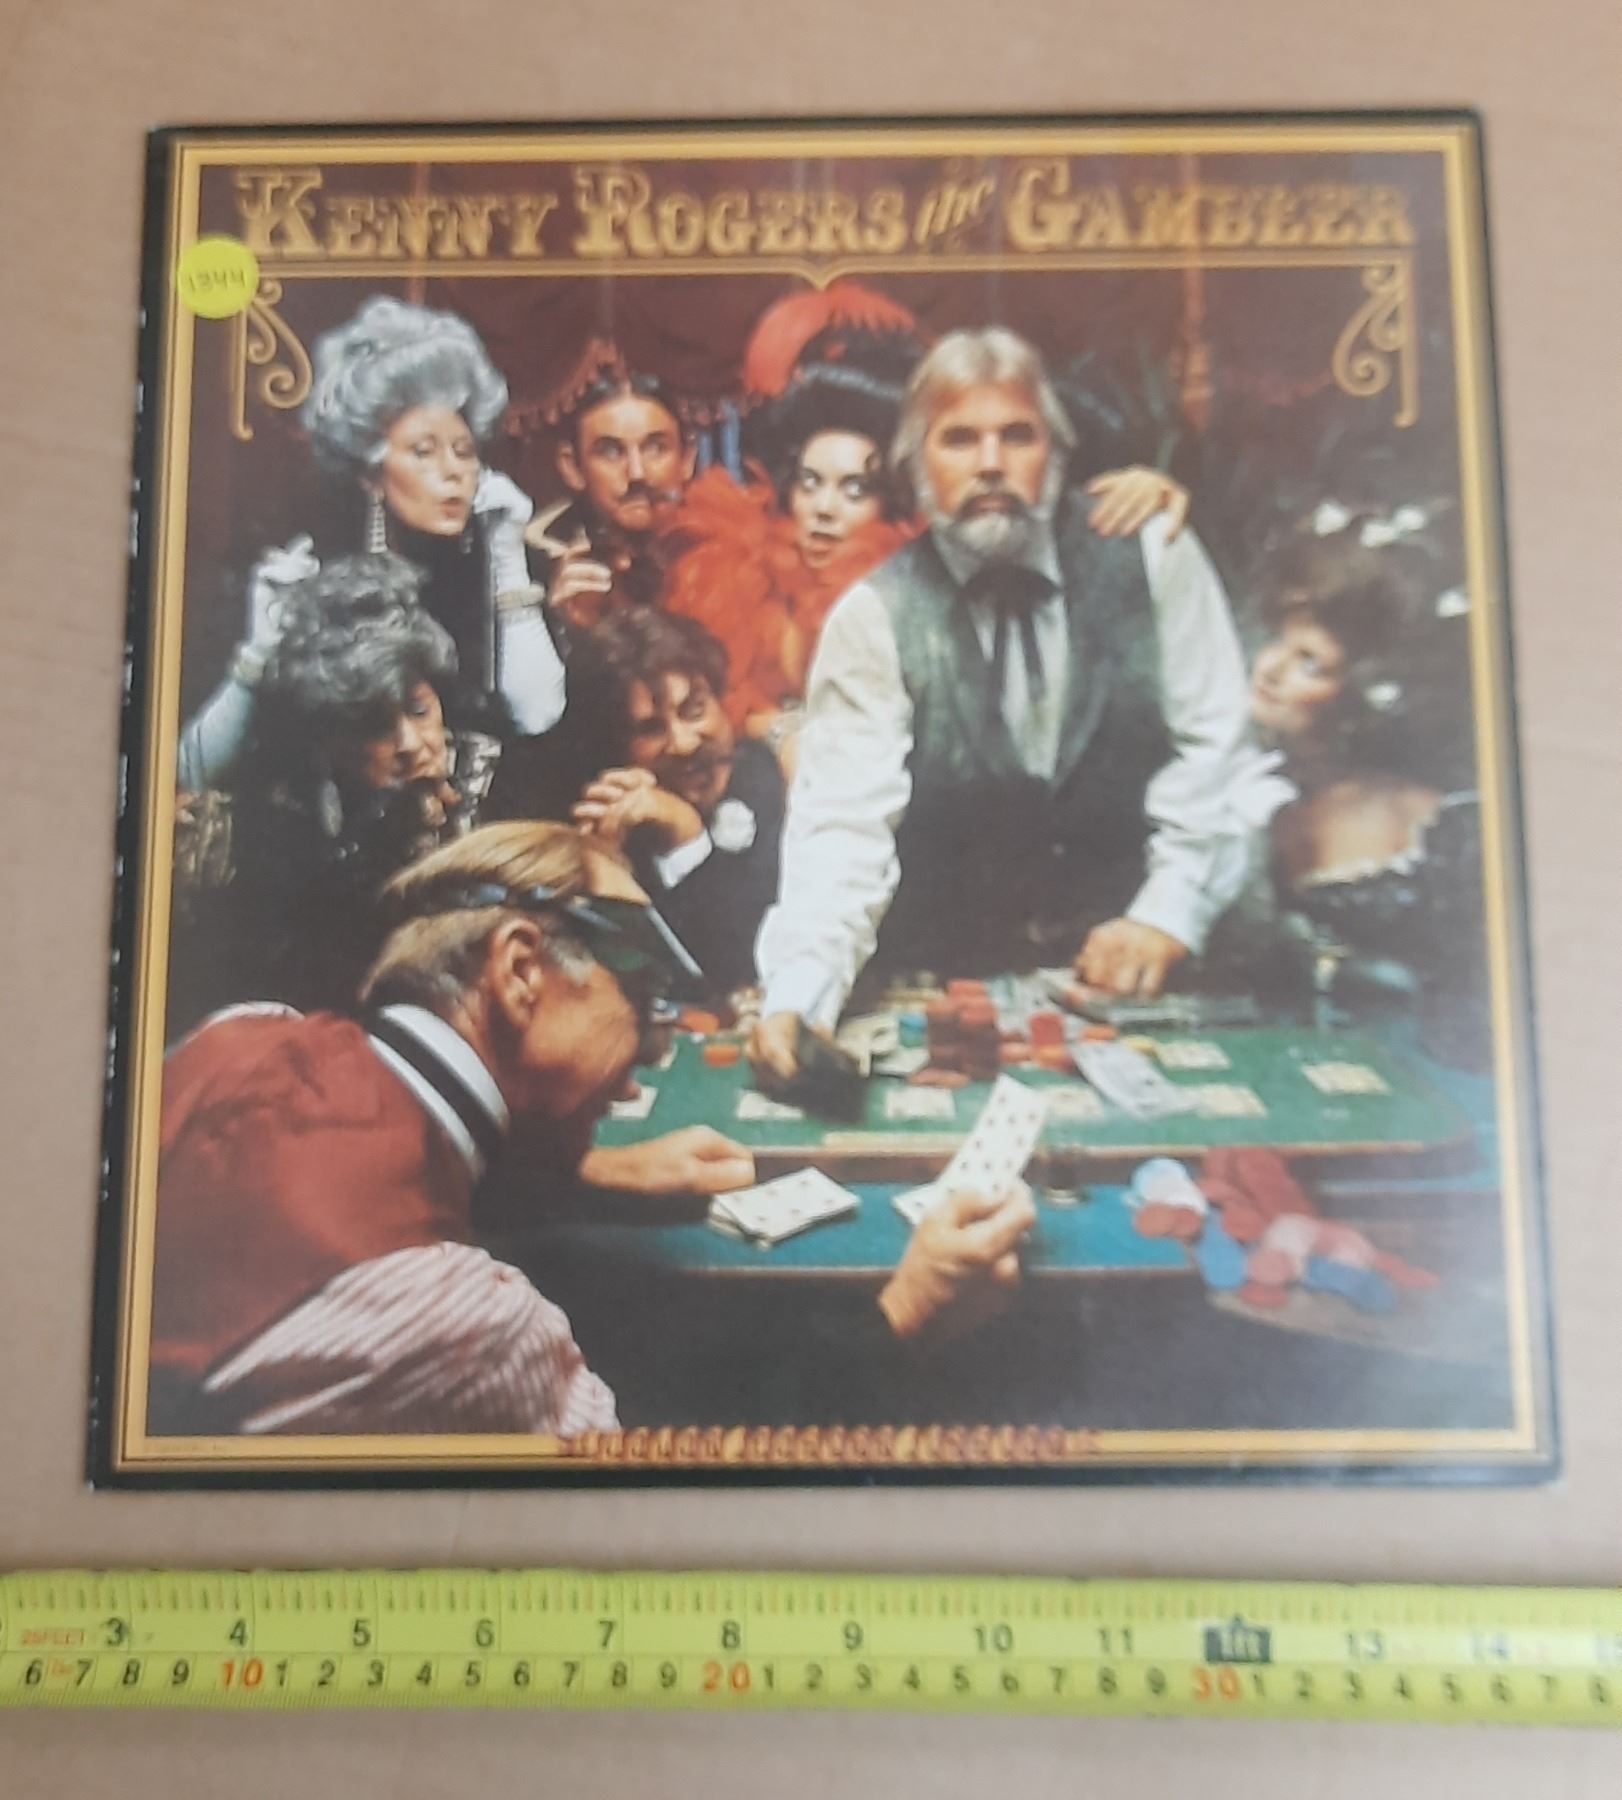 KENNY ROGERS the GAMBLER
1344
25FEET 3 4 5 6 7 8 9 10 11 13 14
6 7 8 9 10 1 2 3 4 5 6 7 8 9 20 1 2 3 4 5 6 7 8 9 30 1 2 3 4 5 6 7 8